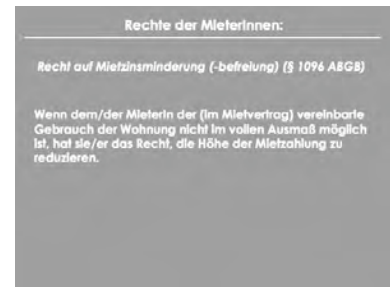 Rechte der MieterInnen:
Recht auf Mietzinsminderung (-befreiung) (§ 1096 ABGB)
Wenn dem/der MieterIn der (im Mietvertrag) vereinbarte
Gebrauch der Wohnung nicht im vollen Ausmaß möglich
ist, hat sie/er das Recht, die Höhe der Mietzahlung zu
reduzieren.